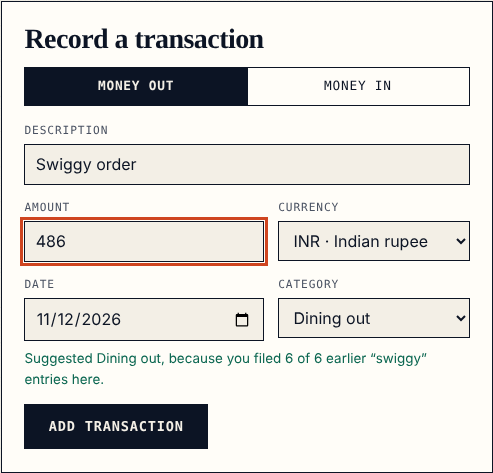 Record a transaction
MONEY OUT MONEY IN
DESCRIPTION
Swiggy order
AMOUNT CURRENCY
486 INR · Indian rupee
DATE CATEGORY
11/12/2026 Dining out
Suggested Dining out, because you filed 6 of 6 earlier “swiggy”
entries here.
ADD TRANSACTION